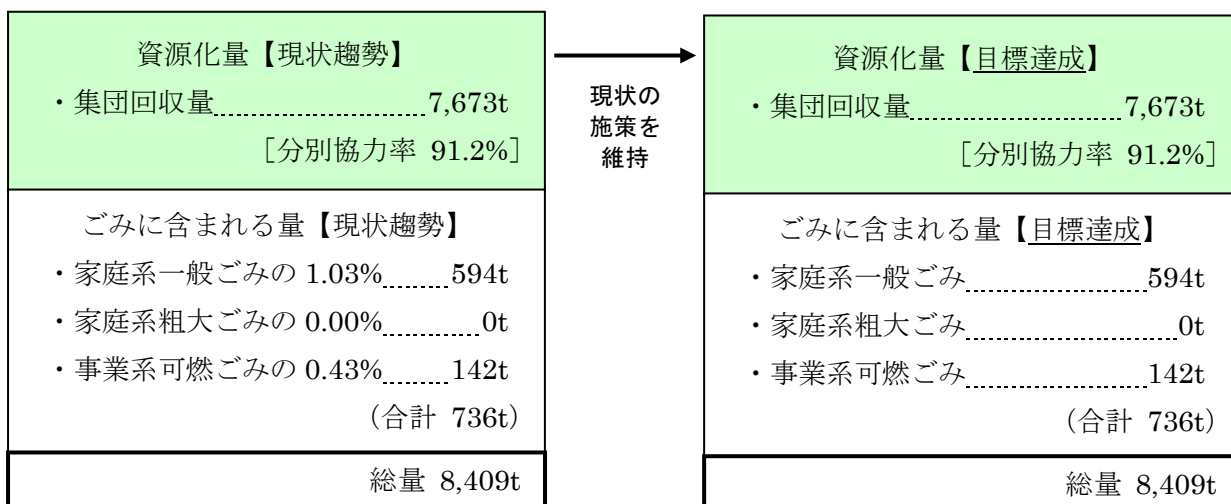 資源化量【現状趨勢】
・集団回収量 7,673t
［分別協力率 91.2%］
ごみに含まれる量【現状趨勢】
・家庭系一般ごみの 1.03% 594t
・家庭系粗大ごみの 0.00% 0t
・事業系可燃ごみの 0.43% 142t
（合計 736t）
総量 8,409t
現状の
施策を
維持
資源化量【目標達成】
・集団回収量 7,673t
［分別協力率 91.2%］
ごみに含まれる量【目標達成】
・家庭系一般ごみ 594t
・家庭系粗大ごみ 0t
・事業系可燃ごみ 142t
（合計 736t）
総量 8,409t